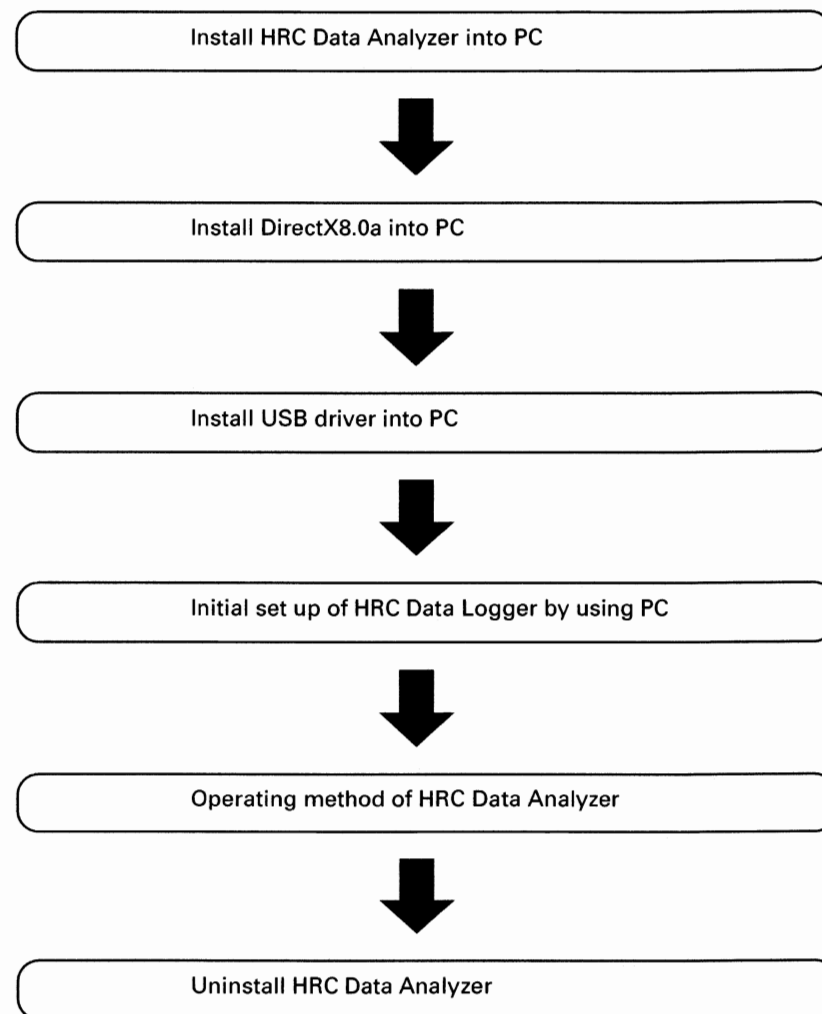 Install HRC Data Analyzer into PC
Install DirectX8.0a into PC
Install USB driver into PC
Initial set up of HRC Data Logger by using PC
Operating method of HRC Data Analyzer
Uninstall HRC Data Analyzer